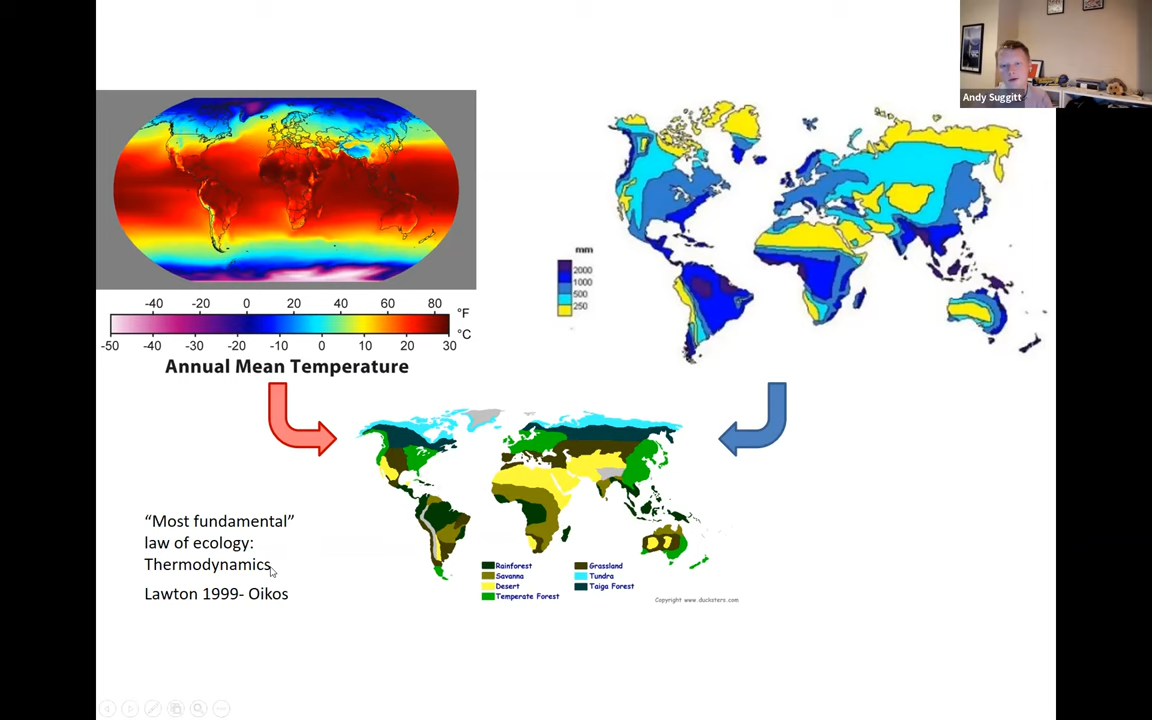 Andy Suggitt
-40 -20 0 20 40 60 80 °F
-50 -40 -30 -20 -10 0 10 20 30 °C
Annual Mean Temperature
mm
2000
1000
500
250
"Most fundamental"
law of ecology:
Thermodynamics
Lawton 1999- Oikos
Rainforest
Savanna
Desert
Temperate Forest
Grassland
Tundra
Taiga Forest
Copyright www.ducksters.com